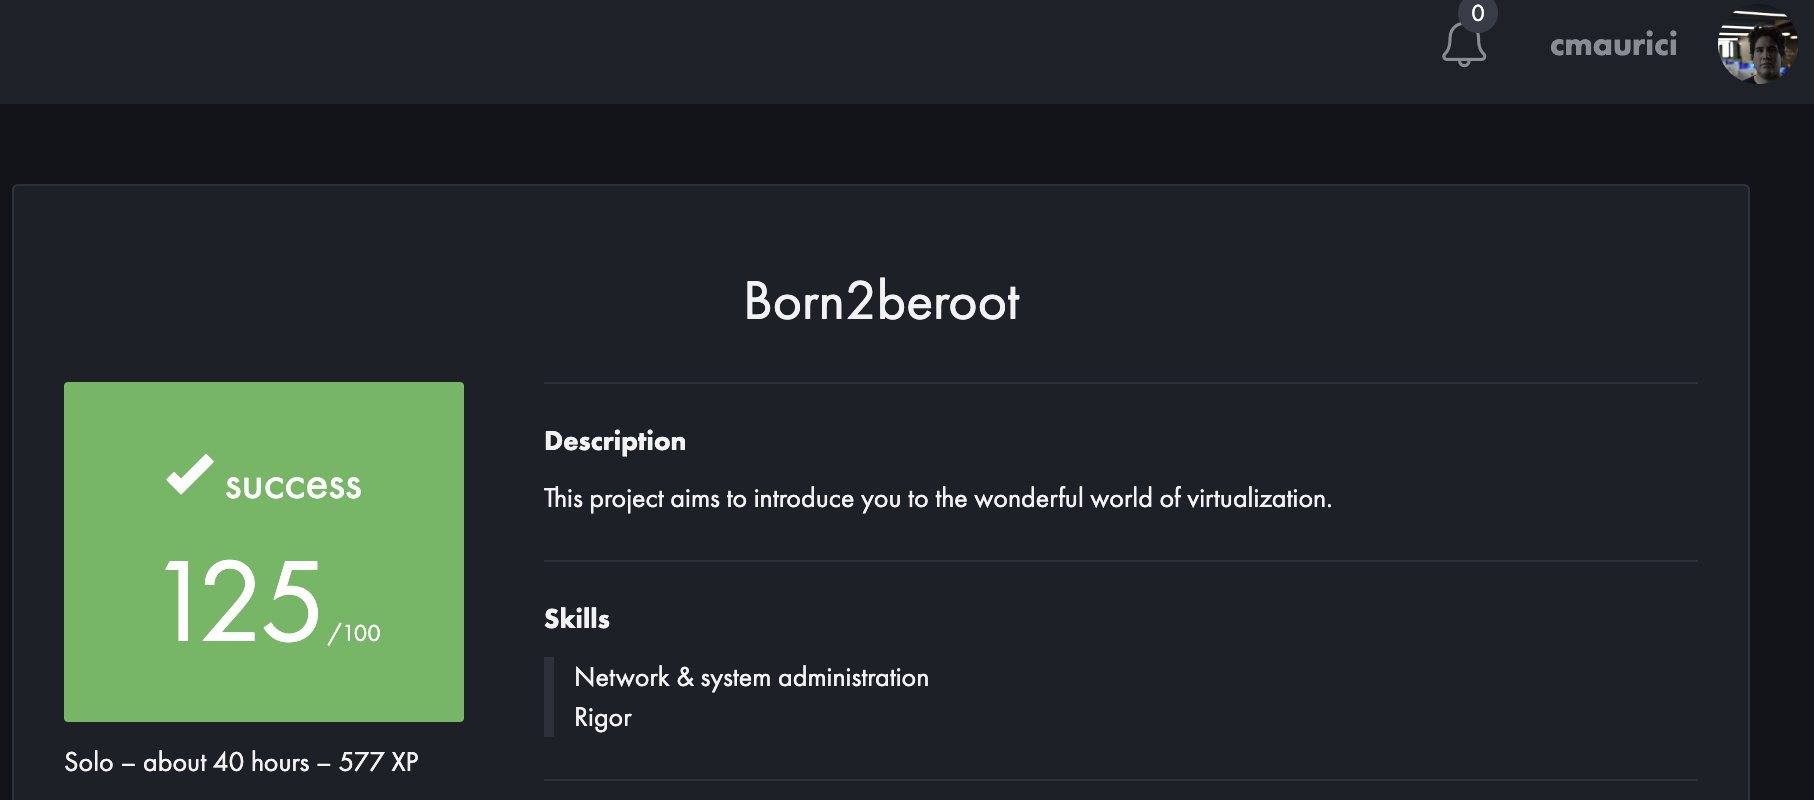 0
cmaurici
Born2beroot
success
125 /100
Solo – about 40 hours – 577 XP
Description
This project aims to introduce you to the wonderful world of virtualization.
Skills
Network & system administration
Rigor